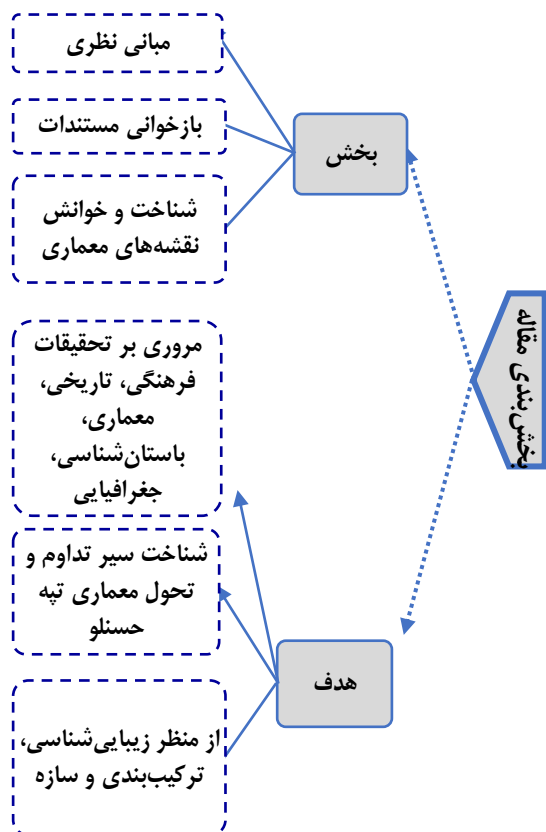 بخش‌بندی مقاله
بخش
مبانی نظری
بازخوانی مستندات
شناخت و خوانش
نقشه‌های معماری
هدف
مروری بر تحقیقات
فرهنگی، تاریخی،
معماری،
باستان‌شناسی،
جغرافیایی
شناخت سیر تداوم و
تحول معماری تپه
حسنلو
از منظر زیبایی‌شناسی،
ترکیب‌بندی و سازه